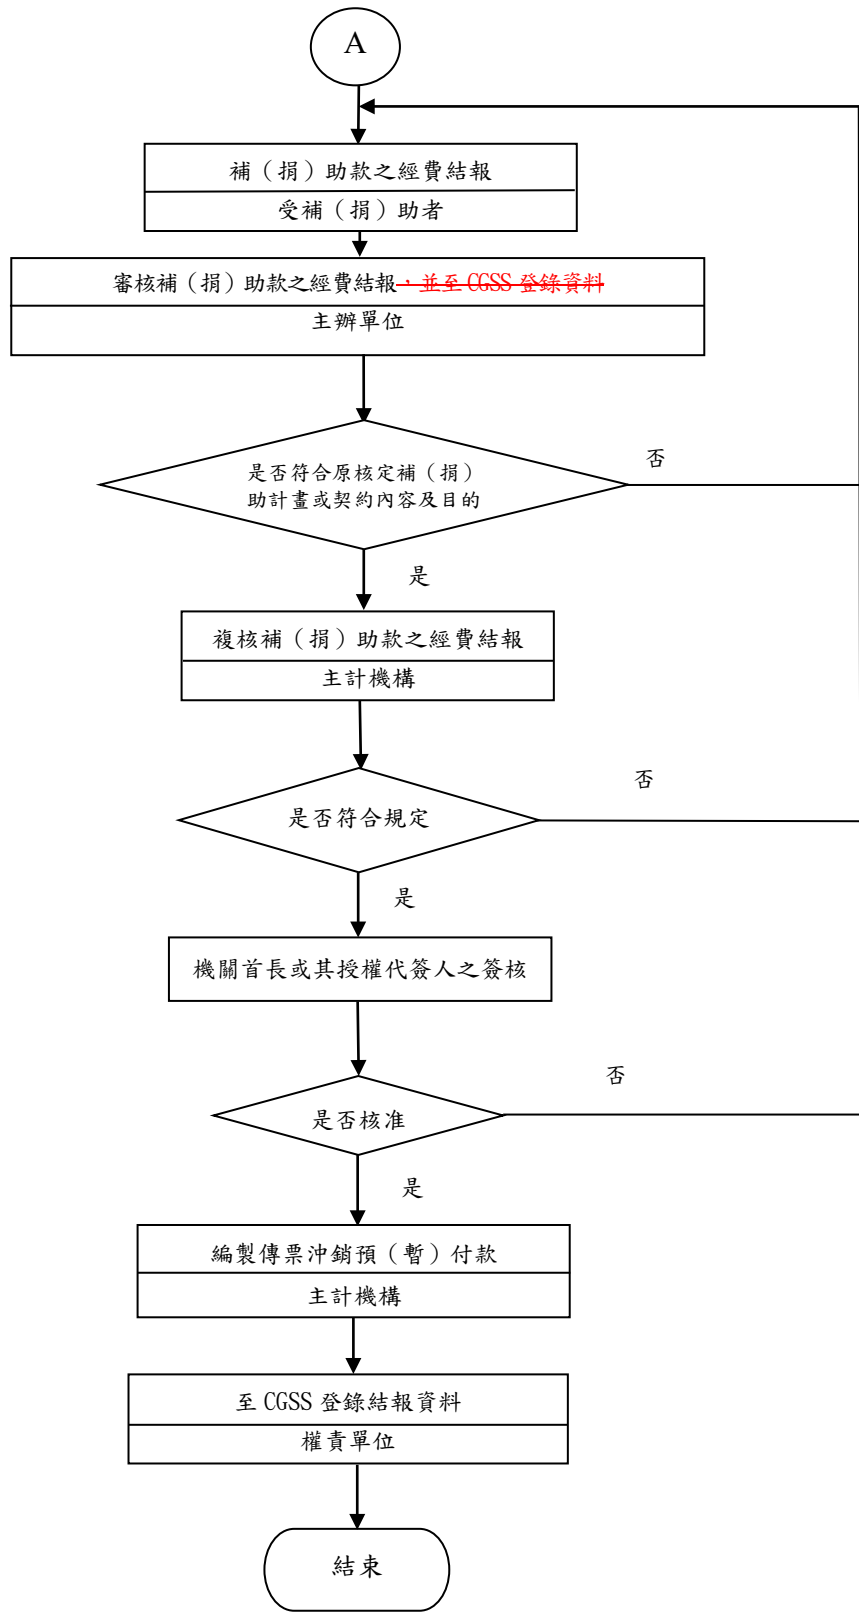 A
補（捐）助款之經費結報
受補（捐）助者
審核補（捐）助款之經費結報，並至 CGSS 登錄資料
主辦單位
是否符合原核定補（捐）
助計畫或契約內容及目的
否
是
複核補（捐）助款之經費結報
主計機構
是否符合規定
否
是
機關首長或其授權代簽人之簽核
是否核准
否
是
編製傳票沖銷預（暫）付款
主計機構
至 CGSS 登錄結報資料
權責單位
結束